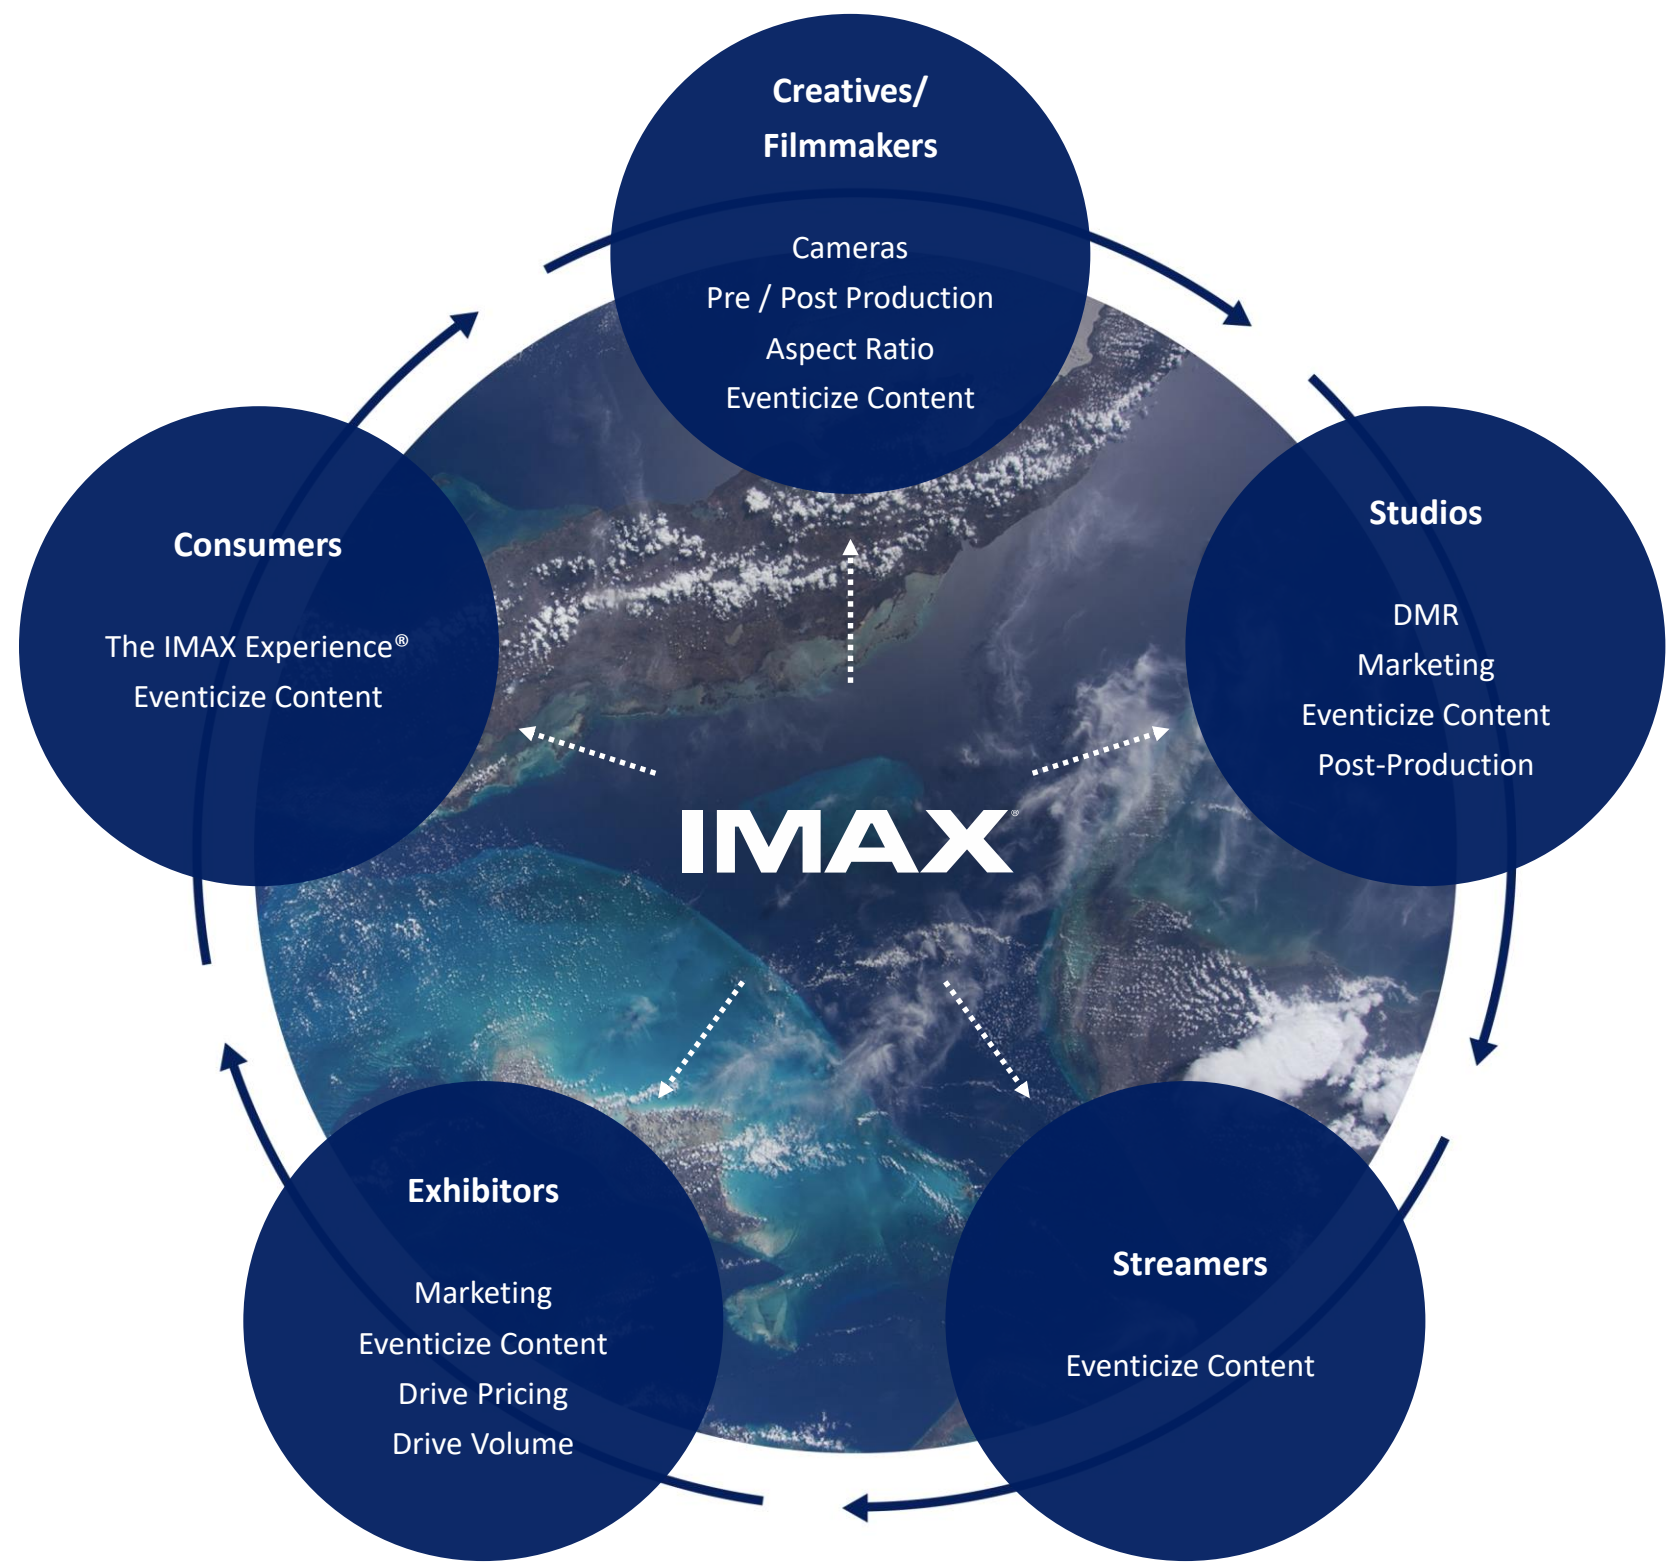 Creatives/
Filmmakers
Cameras
Pre / Post Production
Aspect Ratio
Eventicize Content
Studios
DMR
Marketing
Eventicize Content
Post-Production
Consumers
The IMAX Experience®
Eventicize Content
IMAX®
Exhibitors
Marketing
Eventicize Content
Drive Pricing
Drive Volume
Streamers
Eventicize Content